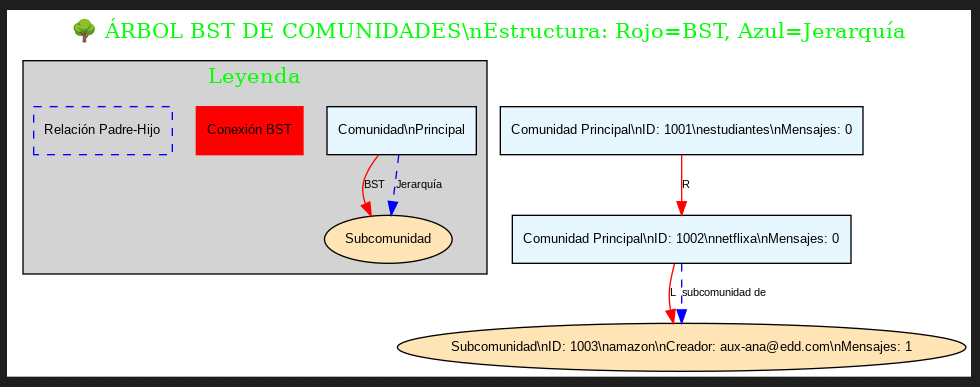 🌳 ÁRBOL BST DE COMUNIDADES\nEstructura: Rojo=BST, Azul=Jerarquía
Leyenda
Relación Padre-Hijo
Conexión BST
Comunidad\nPrincipal
BST
Jerarquía
Subcomunidad
Comunidad Principal\nID: 1001\nestudiantes\nMensajes: 0
R
Comunidad Principal\nID: 1002\nnetflixa\nMensajes: 0
L
subcomunidad de
Subcomunidad\nID: 1003\namazon\nCreador: aux-ana@edd.com\nMensajes: 1